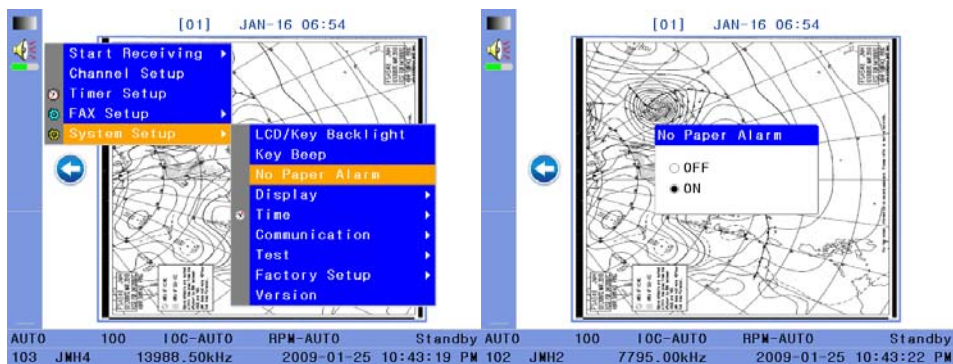 [01] JAN-16 06:54
Start Receiving
Channel Setup
Timer Setup
FAX Setup
System Setup
LCD/Key Backlight
Key Beep
No Paper Alarm
Display
Time
Communication
Test
Factory Setup
Version
AUTO 100 IOC-AUTO RPM-AUTO Standby
103 JMH4 13988.50kHz 2009-01-25 10:43:19 PM
[01] JAN-16 06:54
No Paper Alarm
OFF
ON
AUTO 100 IOC-AUTO RPM-AUTO Standby
102 JMH2 7795.00kHz 2009-01-25 10:43:22 PM